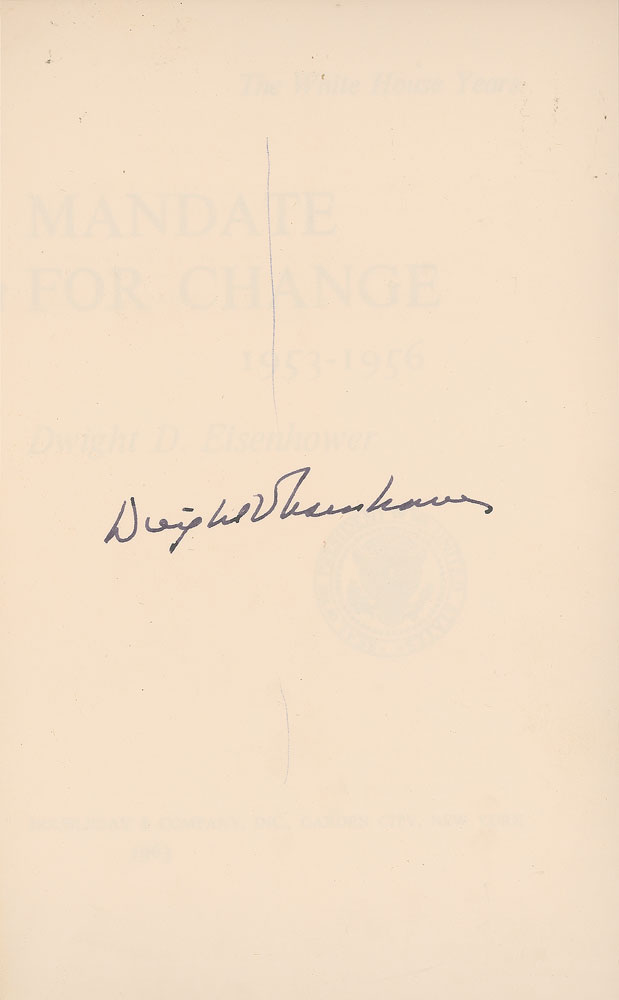 The White House Years
MANDATE
FOR CHANGE
1953-1956
Dwight D. Eisenhower
Dwight D Eisenhower
DOUBLEDAY & COMPANY, INC., GARDEN CITY, NEW YORK
1963